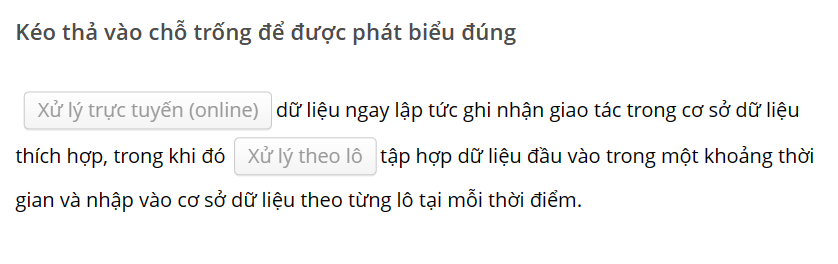 Kéo thả vào chỗ trống để được phát biểu đúng
Xử lý trực tuyến (online) dữ liệu ngay lập tức ghi nhận giao tác trong cơ sở dữ liệu
thích hợp, trong khi đó Xử lý theo lô tập hợp dữ liệu đầu vào trong một khoảng thời
gian và nhập vào cơ sở dữ liệu theo từng lô tại mỗi thời điểm.